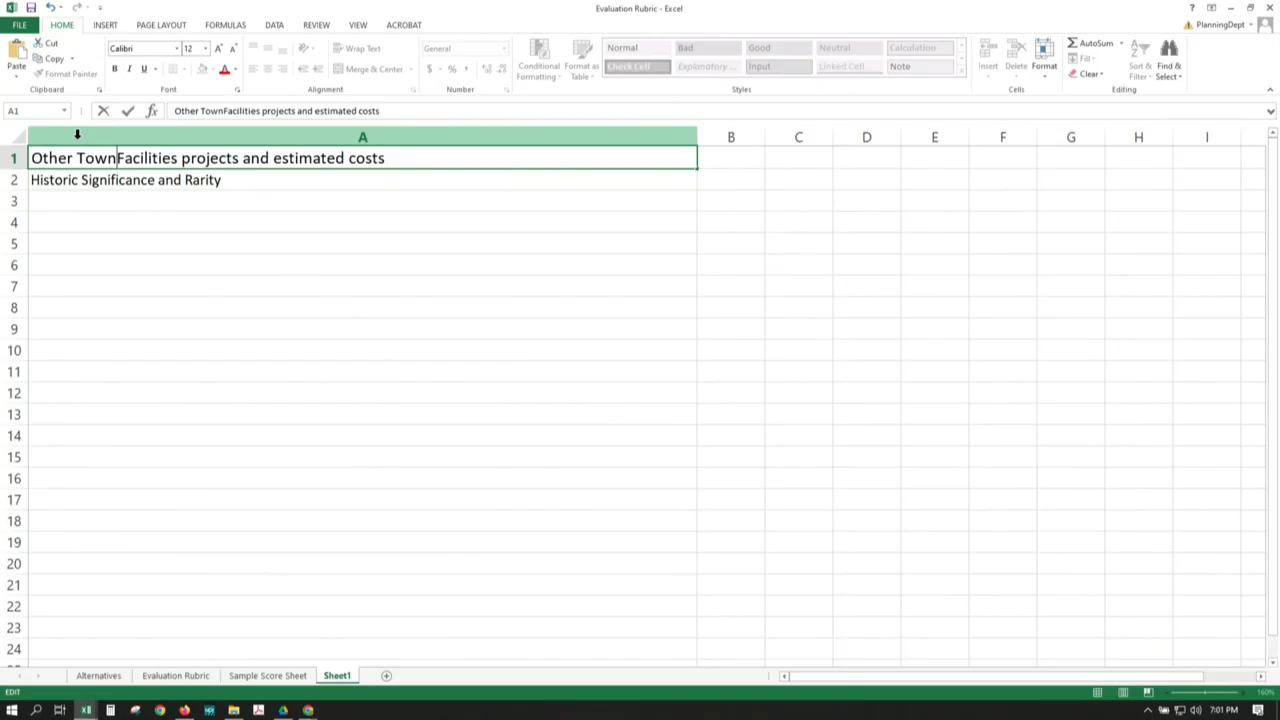 Evaluation Rubric - Excel
?
FILE HOME INSERT PAGE LAYOUT FORMULAS DATA REVIEW VIEW ACROBAT PlanningDept
Paste Cut Copy Format Painter Clipboard
Calibri 12 A A B I U A Font
Wrap Text Merge & Center Alignment
General $ % , Number
Conditional Formatting Format as Table
Normal Bad Good Neutral Calculation
Check Cell Explanatory ... Input Linked Cell Note
Styles
Insert Delete Format Cells
AutoSum Fill Clear Sort & Filter Find & Select Editing
A1 fx Other TownFacilities projects and estimated costs
A B C D E F G H I
1 Other TownFacilities projects and estimated costs
2 Historic Significance and Rarity
3
4
5
6
7
8
9
10
11
12
13
14
15
16
17
18
19
20
21
22
23
24
Alternatives Evaluation Rubric Sample Score Sheet Sheet1
EDIT 160%
7:01 PM